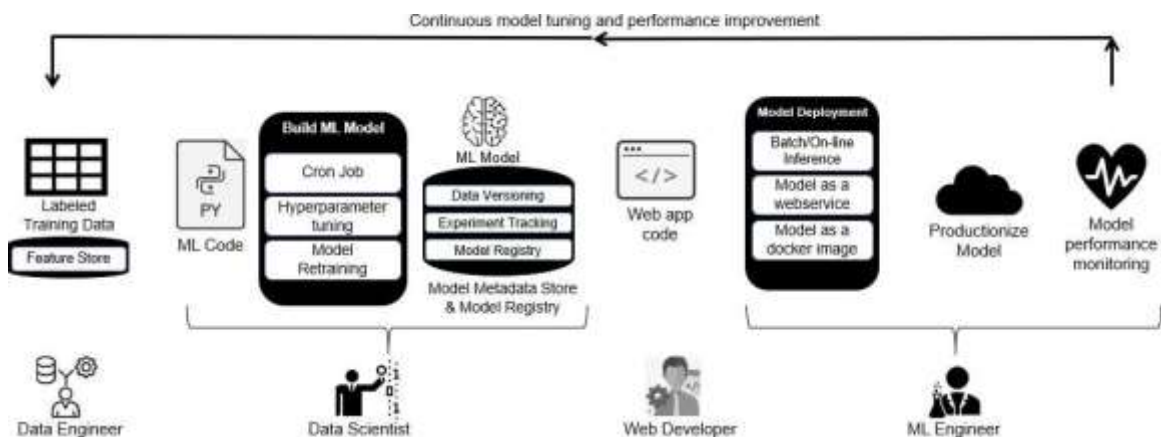 Continuous model tuning and performance improvement
Labeled
Training Data
Feature Store
PY
ML Code
Build ML Model
Cron Job
Hyperparameter
tuning
Model
Retraining
ML Model
Data Versioning
Experiment Tracking
Model Registry
Model Metadata Store
& Model Registry
</>
Web app
code
Model Deployment
Batch/On-line
Inference
Model as a
webservice
Model as a
docker image
Productionize
Model
Model
performance
monitoring
Data Engineer
1
1
Data Scientist
Web Developer
ML Engineer